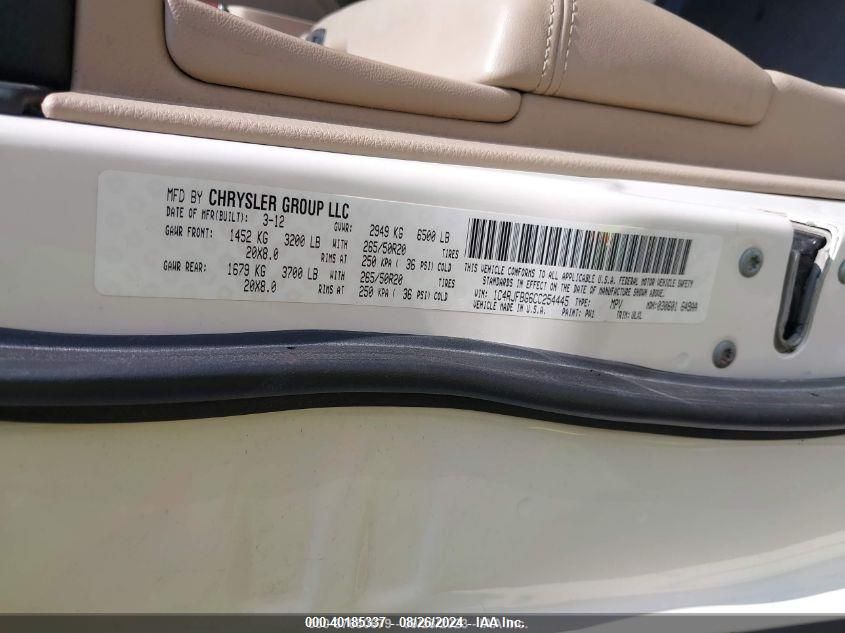 MFD BY CHRYSLER GROUP LLC
DATE OF MFR(BUILT): 3-12 GVWR: 2949 KG 6500 LB
GAWR FRONT: 1452 KG 3200 LB WITH 265/50R20 TIRES
20X8.0 RIMS AT 250 KPA ( 36 PSI) COLD
GAWR REAR: 1679 KG 3700 LB WITH 265/50R20 TIRES
20X8.0 RIMS AT 250 KPA ( 36 PSI) COLD
THIS VEHICLE CONFORMS TO ALL APPLICABLE U.S.A. FEDERAL MOTOR VEHICLE SAFETY
STANDARDS IN EFFECT ON THE DATE OF MANUFACTURE SHOWN ABOVE.
VIN: 1C4RJFBG6CC254445 TYPE: MPV MDH:030601
VEHICLE MADE IN U.S.A. PAINT: PW1 TRIM:
000-40185337 - 08/26/2024 - IAA Inc.